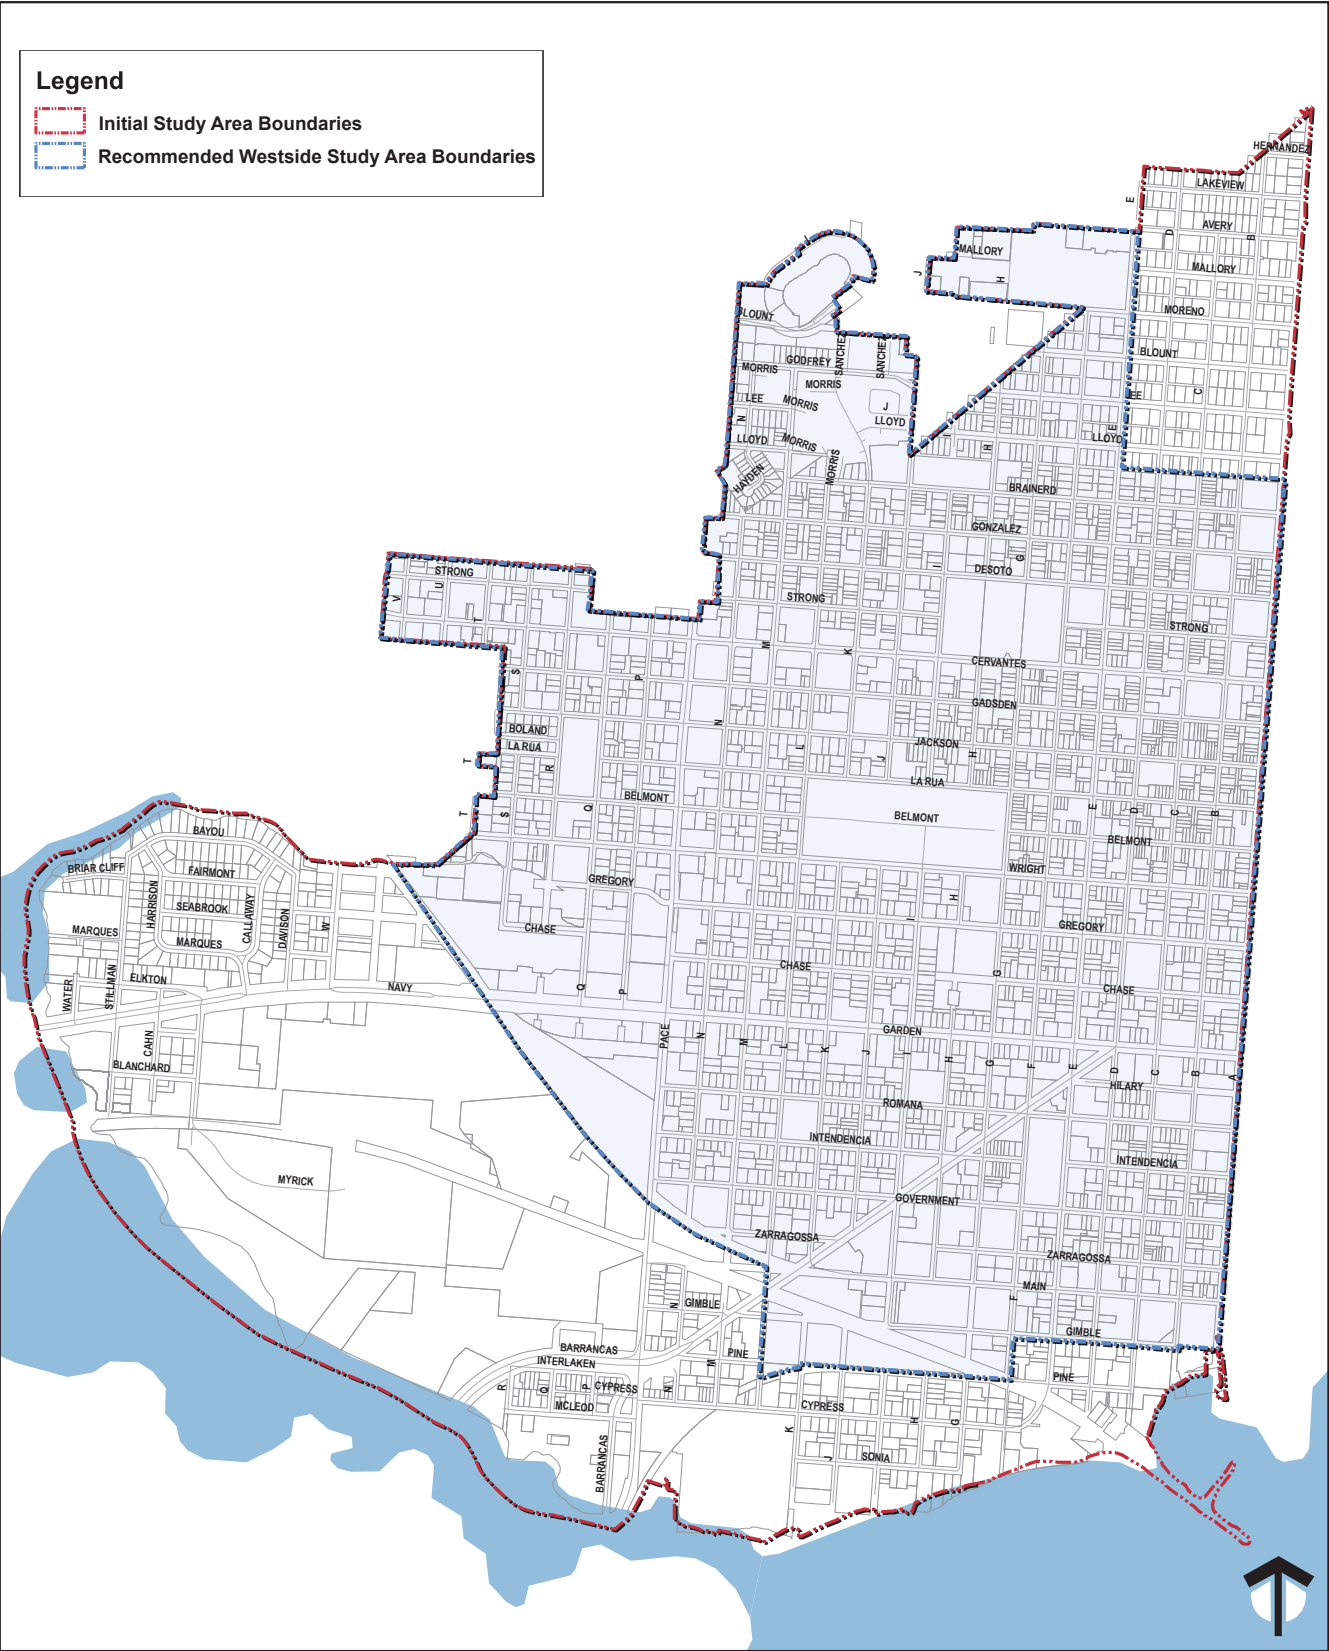 Legend
Initial Study Area Boundaries
Recommended Westside Study Area Boundaries
HERNANDEZ
LAKEVIEW
E
AVERY
D
B
MALLORY
MALLORY
J
H
MORENO
BLOUNT
BLOUNT
SANCHEZ
SANCHEZ
GODFREY
MORRIS
MORRIS
EE
C
LEE
MORRIS
J
N
LLOYD
E
LLOYD
I
H
LLOYD
MORRIS
MORRIS
HAYDEN
BRAINERD
GONZALEZ
G
I
DESOTO
STRONG
U
V
STRONG
T
STRONG
M
K
CERVANTES
S
P
GADSDEN
N
BOLAND
LA RUA
JACKSON
L
J
H
T
R
LA RUA
BELMONT
Q
T
S
BELMONT
E
D
C
B
BELMONT
BAYOU
BRIAR CLIFF
FAIRMONT
WRIGHT
GREGORY
HARRISON
SEABROOK
CALLAWAY
DAVISON
W
H
I
GREGORY
MARQUES
MARQUES
CHASE
CHASE
G
CHASE
WATER
STILLMAN
ELKTON
NAVY
Q
P
CAHN
BLANCHARD
PACE
N
M
L
K
J
I
GARDEN
H
G
F
E
D
C
B
A
HILARY
ROMANA
INTENDENCIA
INTENDENCIA
MYRICK
GOVERNMENT
ZARRAGOSSA
ZARRAGOSSA
MAIN
F
N
GIMBLE
GIMBLE
BARRANCAS
INTERLAKEN
M
PINE
PINE
R
Q
P
CYPRESS
N
MCLEOD
CYPRESS
K
H
G
BARRANCAS
J
SONIA